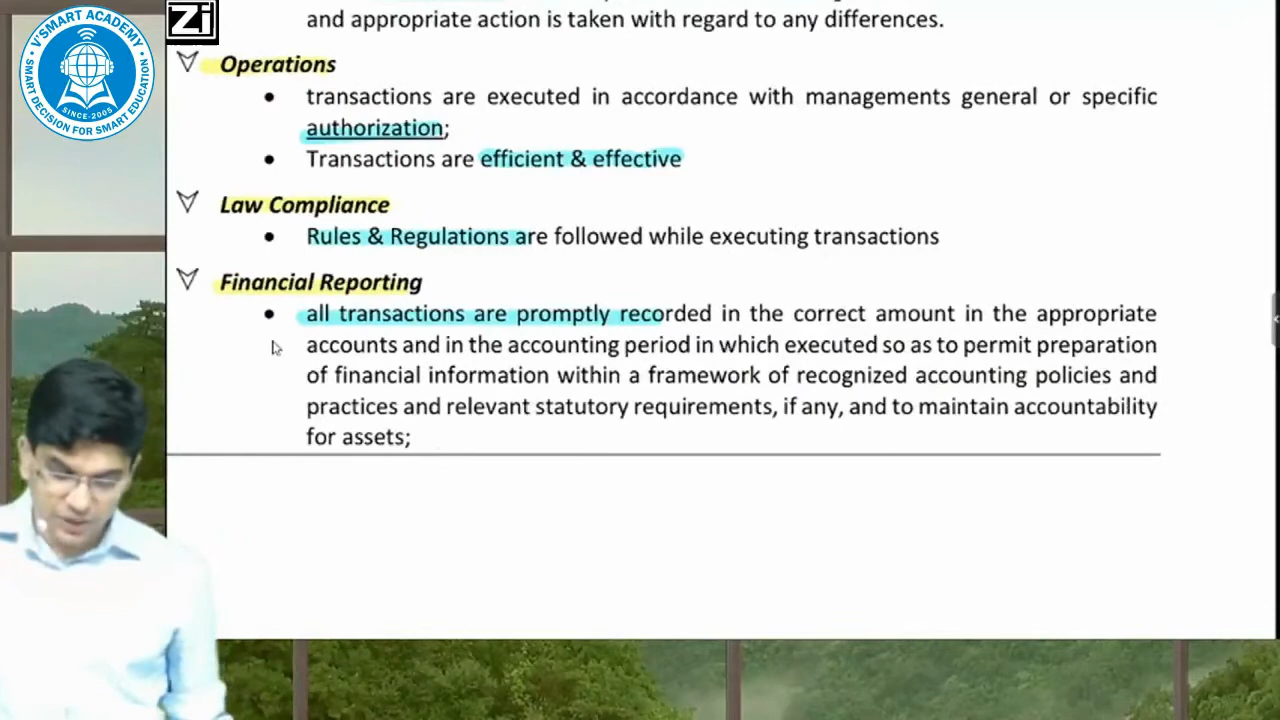 and appropriate action is taken with regard to any differences.
Operations
• transactions are executed in accordance with managements general or specific
authorization;
• Transactions are efficient & effective
Law Compliance
• Rules & Regulations are followed while executing transactions
Financial Reporting
• all transactions are promptly recorded in the correct amount in the appropriate
accounts and in the accounting period in which executed so as to permit preparation
of financial information within a framework of recognized accounting policies and
practices and relevant statutory requirements, if any, and to maintain accountability
for assets;
V'SMART ACADEMY
SMART DECISION FOR SMART EDUCATION
SINCE-2005
Zi